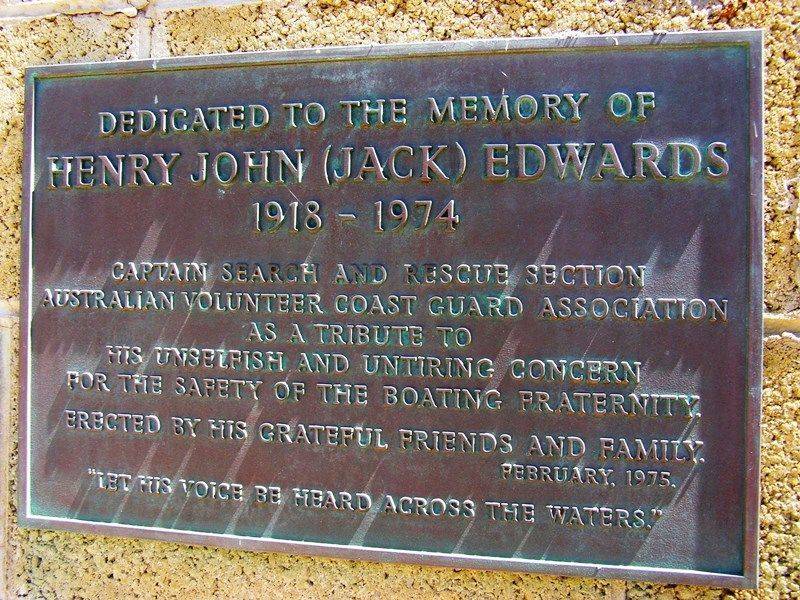 DEDICATED TO THE MEMORY OF
HENRY JOHN (JACK) EDWARDS
1918 - 1974
CAPTAIN SEARCH AND RESCUE SECTION
AUSTRALIAN VOLUNTEER COAST GUARD ASSOCIATION
AS A TRIBUTE TO
HIS UNSELFISH AND UNTIRING CONCERN
FOR THE SAFETY OF THE BOATING FRATERNITY.
ERECTED BY HIS GRATEFUL FRIENDS AND FAMILY.
FEBRUARY, 1975.
"LET HIS VOICE BE HEARD ACROSS THE WATERS."